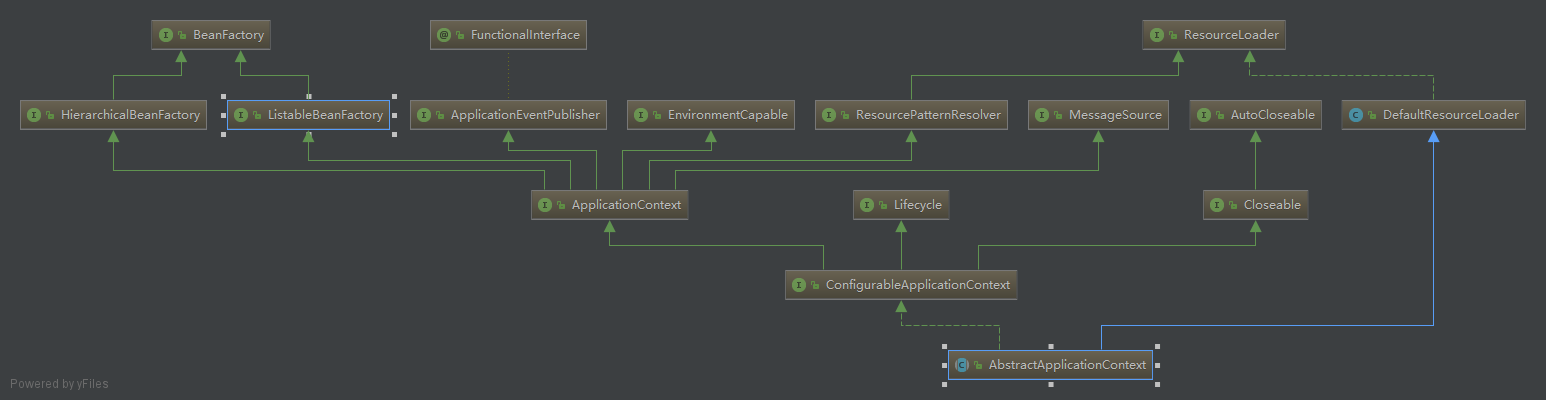 BeanFactory
FunctionalInterface
ResourceLoader
HierarchicalBeanFactory
ListableBeanFactory
ApplicationEventPublisher
EnvironmentCapable
ResourcePatternResolver
MessageSource
AutoCloseable
DefaultResourceLoader
ApplicationContext
Lifecycle
Closeable
ConfigurableApplicationContext
AbstractApplicationContext
Powered by yFiles